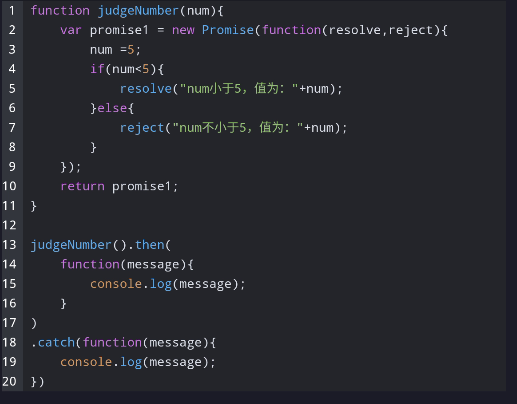 1 function judgeNumber(num){
2     var promise1 = new Promise(function(resolve,reject){
3         num =5;
4         if(num<5){
5             resolve("num小于5，值为："+num);
6         }else{
7             reject("num不小于5，值为："+num);
8         }
9     });
10     return promise1;
11 }
12
13 judgeNumber().then(
14     function(message){
15         console.log(message);
16     }
17 )
18 .catch(function(message){
19     console.log(message);
20 })